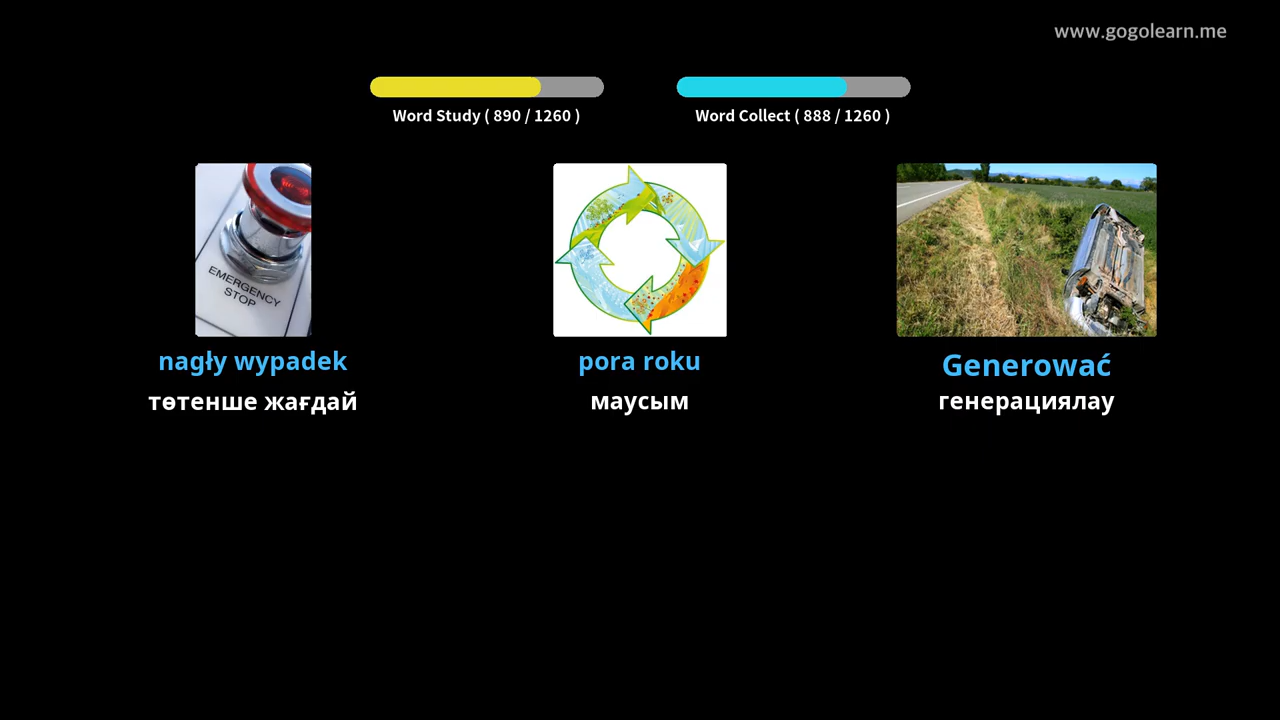 www.gogolearn.me
Word Study ( 890 / 1260 )
Word Collect ( 888 / 1260 )
EMERGENCY
STOP
nagły wypadek
pora roku
Generować
төтенше жағдай
маусым
генерациялау